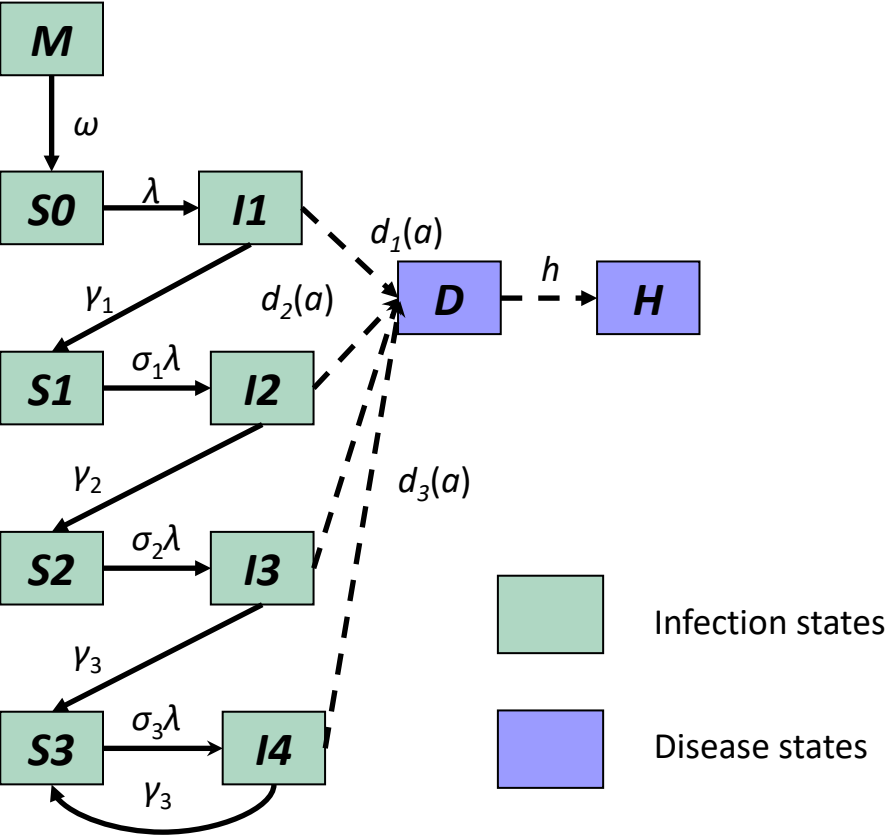 M
ω
S0
λ
I1
d1(a)
γ1
d2(a)
D
h
H
S1
σ1λ
I2
γ2
d3(a)
S2
σ2λ
I3
Infection states
γ3
S3
σ3λ
I4
Disease states
γ3